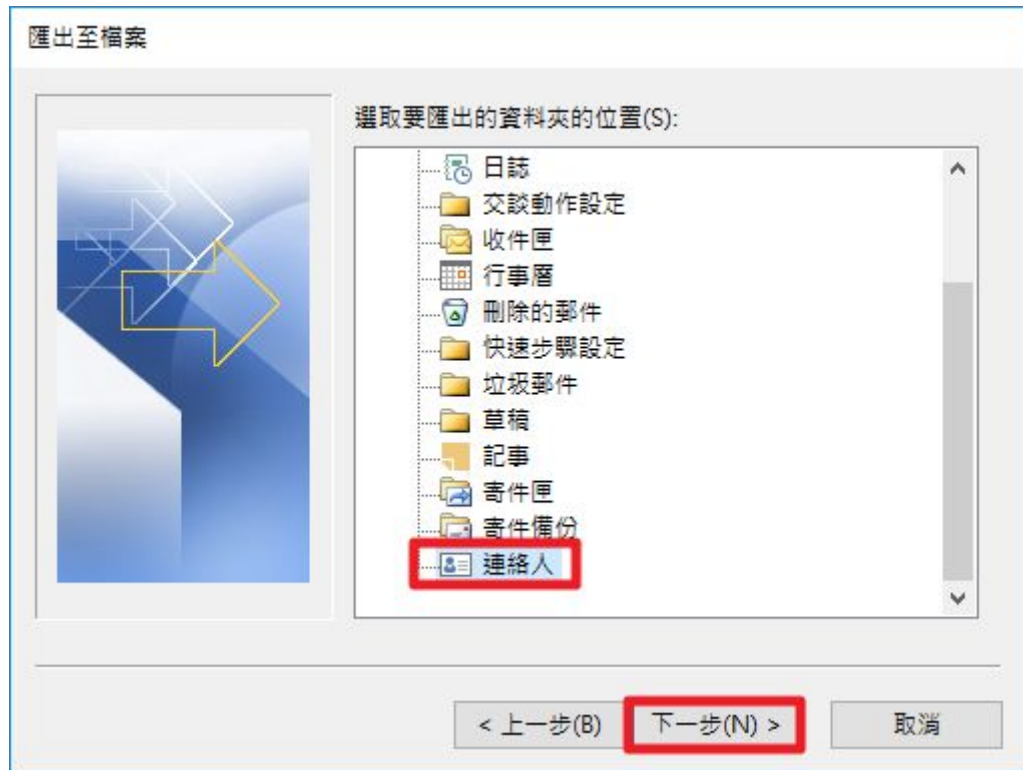 匯出至檔案
選取要匯出的資料夾的位置(S):
日誌
交談動作設定
收件匣
行事曆
刪除的郵件
快速步驟設定
垃圾郵件
草稿
記事
寄件匣
寄件備份
連絡人
< 上一步(B) 下一步(N) > 取消